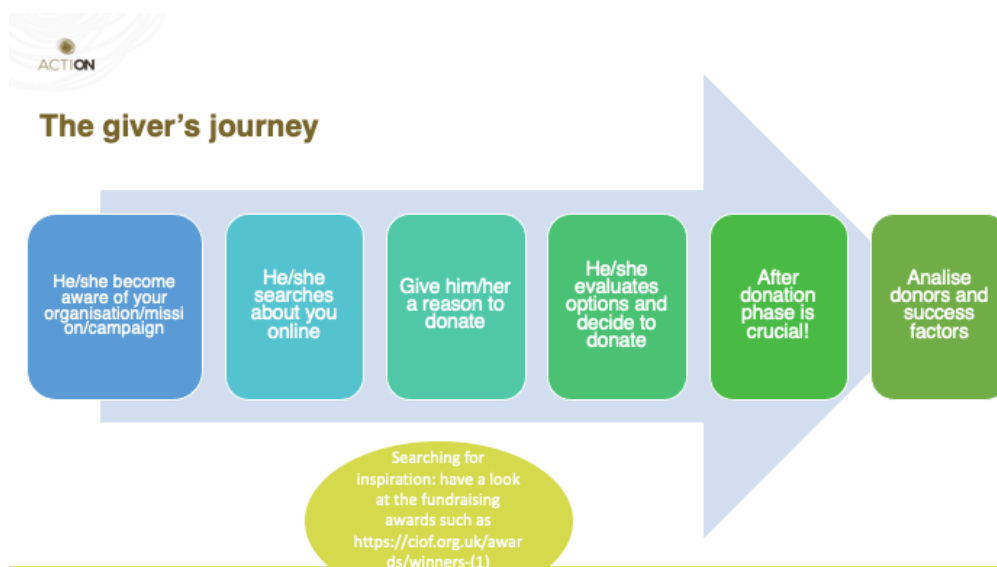 ACTION
The giver's journey
He/she become
aware of your
organisation/missi
on/campaign
He/she
searches
about you
online
Give him/her
a reason to
donate
He/she
evaluates
options and
decide to
donate
After
donation
phase is
crucial!
Analise
donors and
success
factors
Searching for
inspiration: have a look
at the fundraising
awards such as
https://ciof.org.uk/awar
ds/winners-(1)